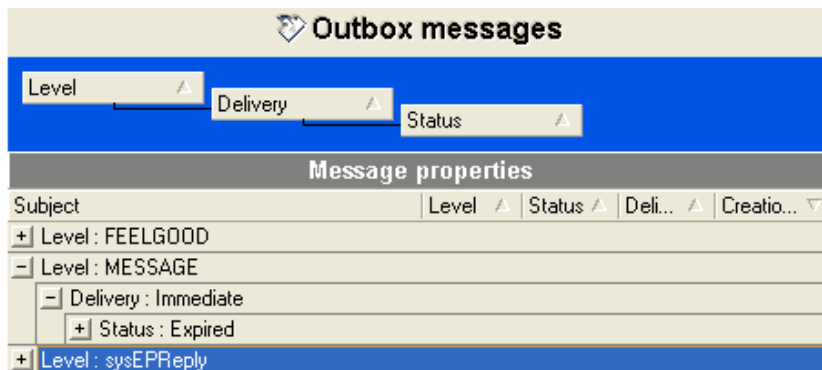 Outbox messages
Level
Delivery
Status
Message properties
Subject Level Status Deli... Creatio...
Level : FEELGOOD
Level : MESSAGE
Delivery : Immediate
Status : Expired
Level : sysEPReply